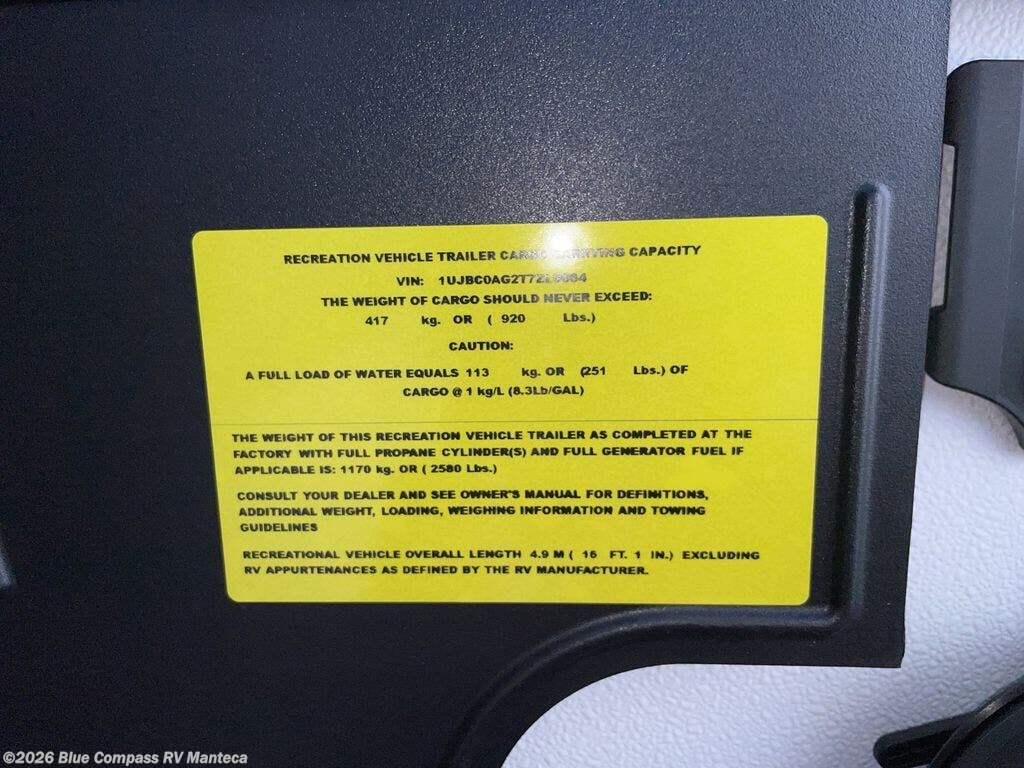 RECREATION VEHICLE TRAILER CARGO CARRYING CAPACITY
VIN:
THE WEIGHT OF CARGO SHOULD NEVER EXCEED:
417 kg. OR ( 920 Lbs.)
CAUTION:
A FULL LOAD OF WATER EQUALS 113 kg. OR (251 Lbs.) OF
CARGO @ 1 kg/L (8.3Lb/GAL)
THE WEIGHT OF THIS RECREATION VEHICLE TRAILER AS COMPLETED AT THE
FACTORY WITH FULL PROPANE CYLINDER(S) AND FULL GENERATOR FUEL IF
APPLICABLE IS: 1170 kg. OR ( 2580 Lbs.)
CONSULT YOUR DEALER AND SEE OWNER'S MANUAL FOR DEFINITIONS,
ADDITIONAL WEIGHT, LOADING, WEIGHING INFORMATION AND TOWING
GUIDELINES
RECREATIONAL VEHICLE OVERALL LENGTH 4.9 M ( 16 FT. 1 IN.) EXCLUDING
RV APPURTENANCES AS DEFINED BY THE RV MANUFACTURER.
©2026 Blue Compass RV Manteca